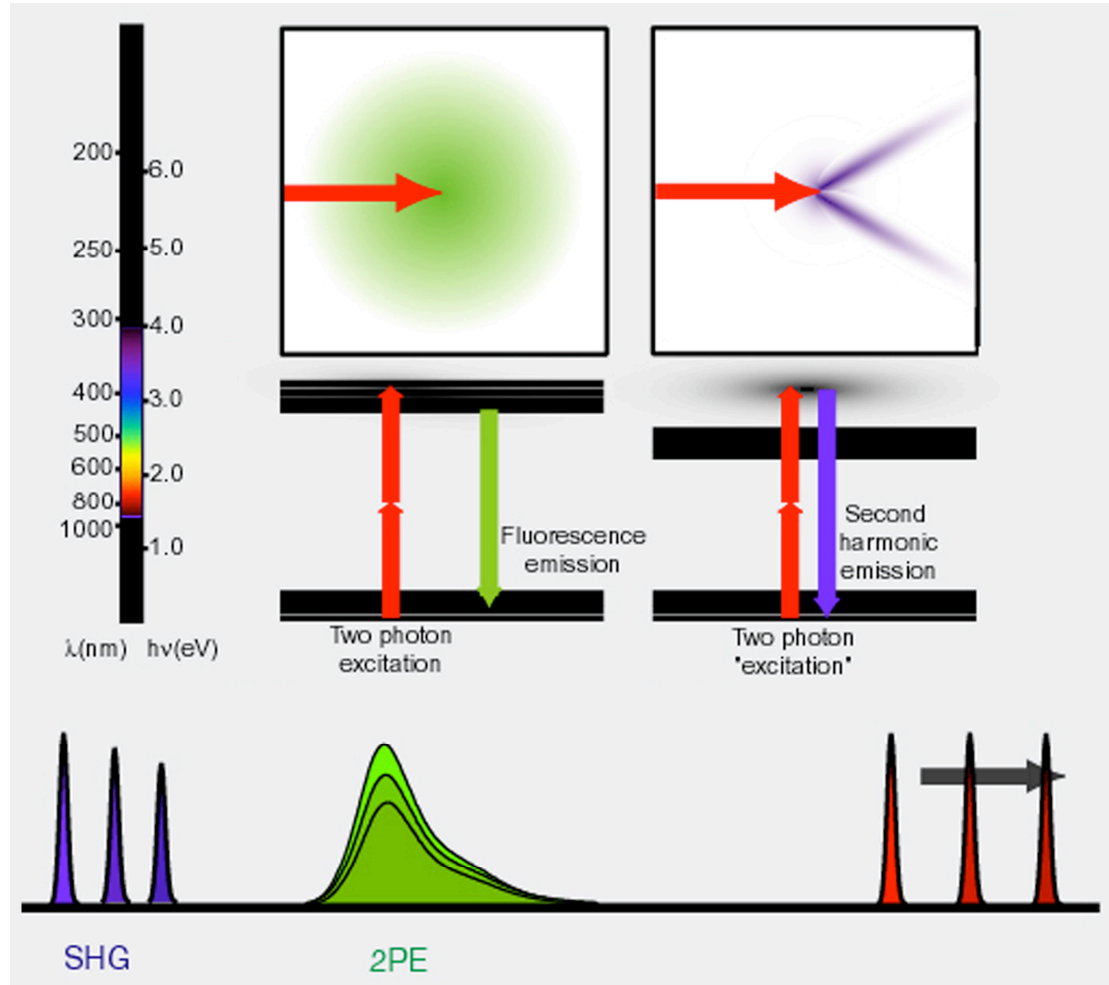 200
6.0
250
5.0
300
4.0
400
3.0
500
600
2.0
800
1000
1.0
λ(nm) hν(eV)
Fluorescence
emission
Two photon
excitation
Second
harmonic
emission
Two photon
"excitation"
SHG
2PE